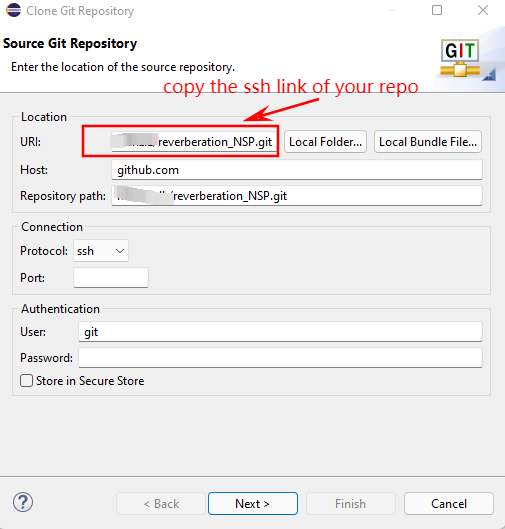 Clone Git Repository
Source Git Repository
Enter the location of the source repository.
GIT
copy the ssh link of your repo
Location
URI: /reverberation_NSP.git Local Folder... Local Bundle File...
Host: github.com
Repository path: /reverberation_NSP.git
Connection
Protocol: ssh
Port:
Authentication
User: git
Password:
Store in Secure Store
? < Back Next > Finish Cancel